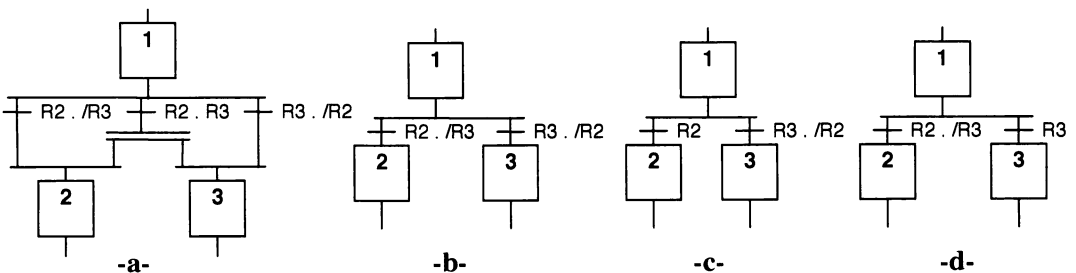 1
R2 . /R3 R2 . R3 R3 . /R2
2 3
-a-
1
R2 . /R3 R3 . /R2
2 3
-b-
1
R2 R3 . /R2
2 3
-c-
1
R2 . /R3 R3
2 3
-d-